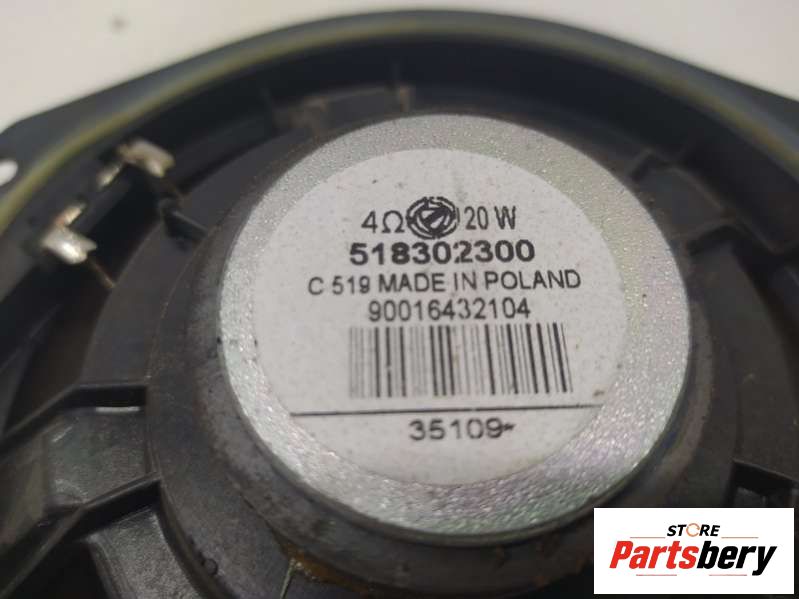 4Ω 20 W
518302300
C 519 MADE IN POLAND
90016432104
35109-
STORE
Partsbery